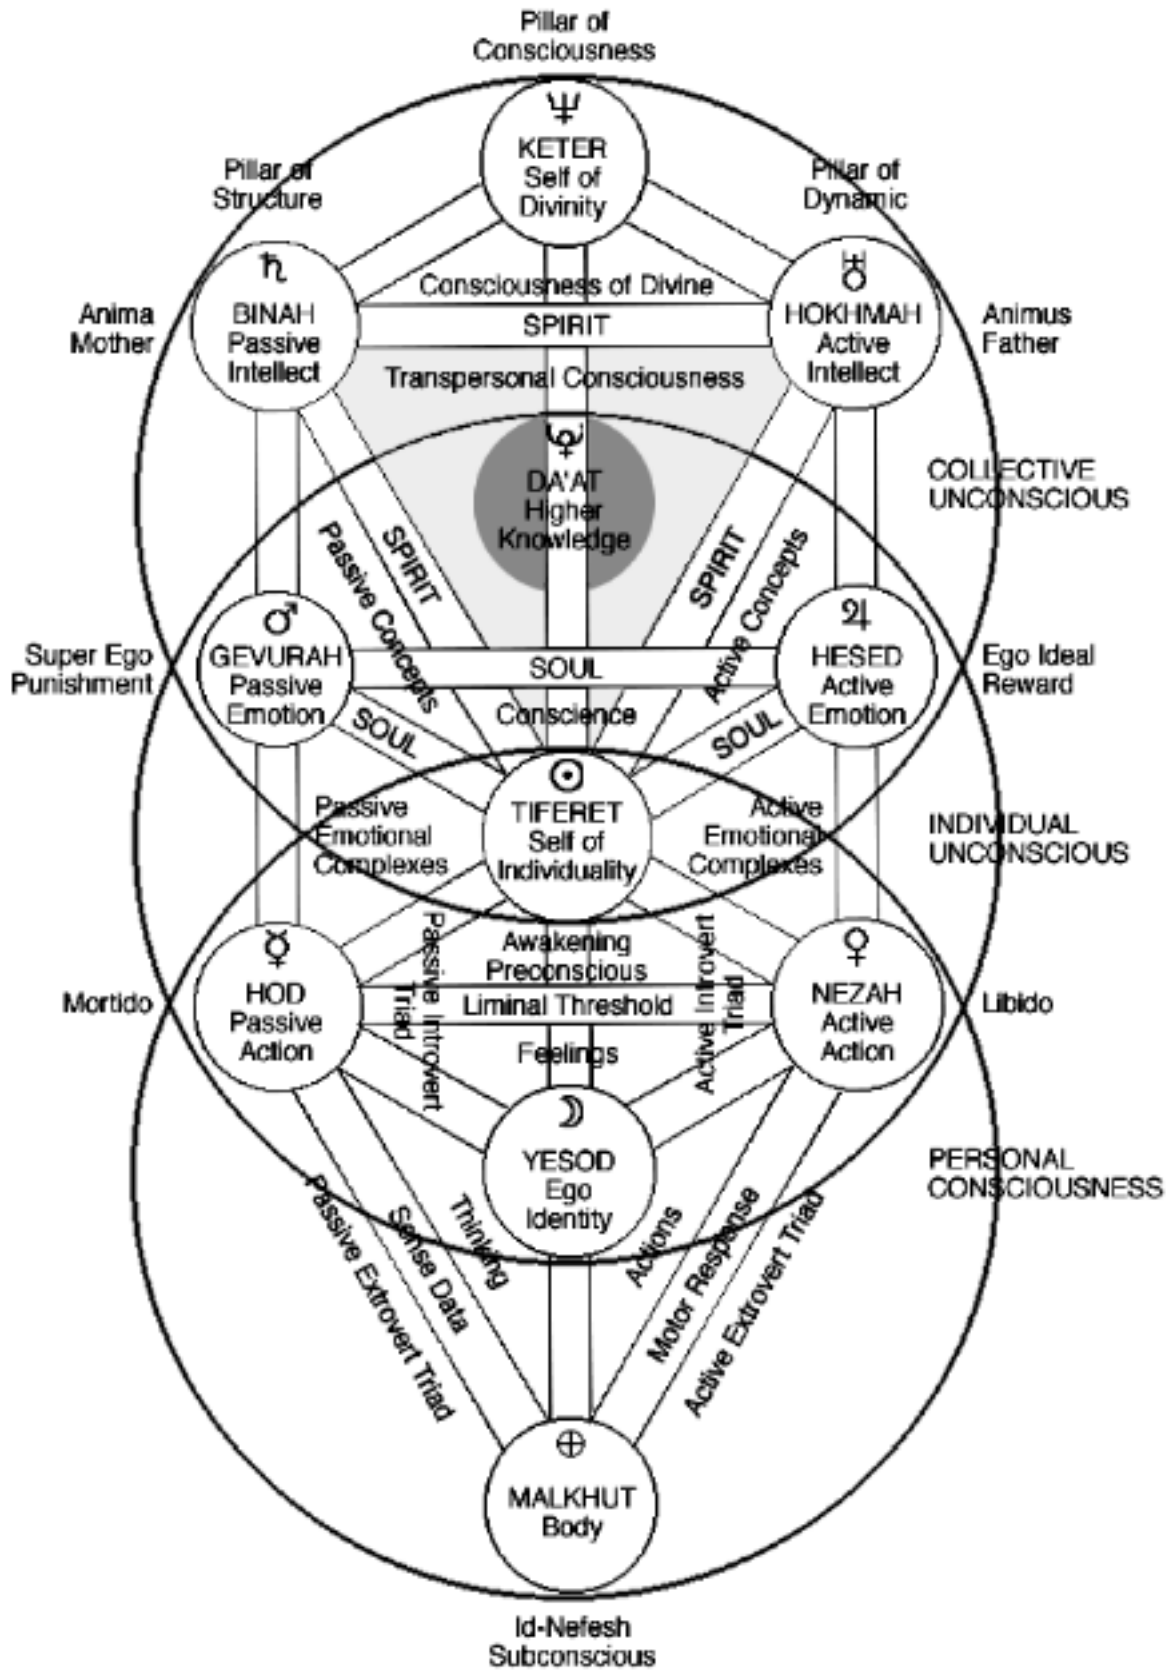 Pillar of
Consciousness
♆
KETER
Self of
Divinity
Pillar of
Structure
Pillar of
Dynamic
♄
BINAH
Passive
Intellect
Consciousness of Divine
SPIRIT
♅
HOKHMAH
Active
Intellect
Anima
Mother
Animus
Father
Transpersonal Consciousness
DA'AT
Higher
Knowledge
COLLECTIVE
UNCONSCIOUS
SPIRIT
Passive Concepts
SPIRIT
Active Concepts
Super Ego
Punishment
♂
GEVURAH
Passive
Emotion
SOUL
♃
HESED
Active
Emotion
Ego Ideal
Reward
Conscience
SOUL
SOUL
☉
TIFERET
Self of
Individuality
Passive
Emotional
Complexes
Active
Emotional
Complexes
INDIVIDUAL
UNCONSCIOUS
Awakening
Preconscious
Liminal Threshold
Feelings
Passive Introvert
Triad
Active Introvert
Triad
Mortido
☿
HOD
Passive
Action
♀
NEZAH
Active
Action
Libido
☽
YESOD
Ego
Identity
PERSONAL
CONSCIOUSNESS
Passive Extrovert Triad
Sense Data
Thinking
Actions
Motor Response
Active Extrovert Triad
⊕
MALKHUT
Body
Id-Nefesh
Subconscious